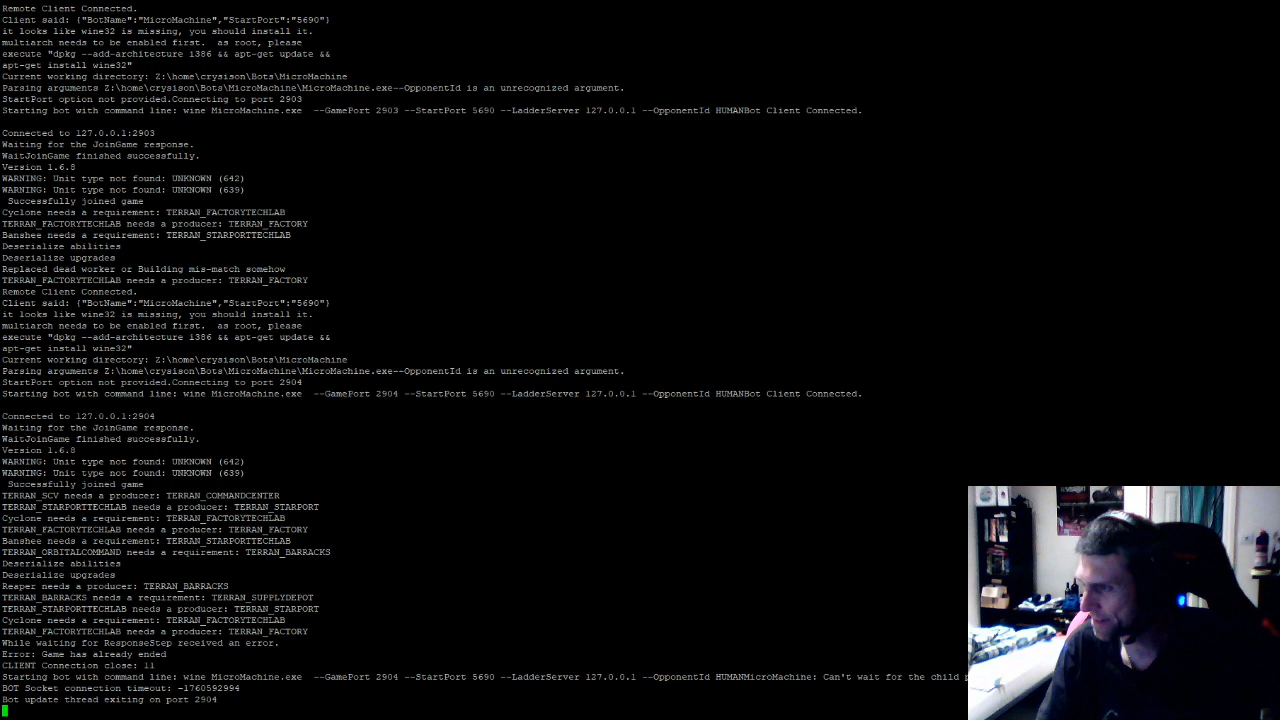 Remote Client Connected.
Client said: {"BotName":"MicroMachine","StartPort":"5690"}
it looks like wine32 is missing, you should install it.
multiarch needs to be enabled first.  as root, please
execute "dpkg --add-architecture i386 && apt-get update &&
apt-get install wine32"
Current working directory: Z:\home\crysison\Bots\MicroMachine
Parsing arguments Z:\home\crysison\Bots\MicroMachine\MicroMachine.exe--OpponentId is an unrecognized argument.
StartPort option not provided.Connecting to port 2903
Starting bot with command line: wine MicroMachine.exe  --GamePort 2903 --StartPort 5690 --LadderServer 127.0.0.1 --OpponentId HUMANBot Client Connected.
Connected to 127.0.0.1:2903
Waiting for the JoinGame response.
WaitJoinGame finished successfully.
Version 1.6.8
WARNING: Unit type not found: UNKNOWN (642)
WARNING: Unit type not found: UNKNOWN (639)
 Successfully joined game
Cyclone needs a requirement: TERRAN_FACTORYTECHLAB
TERRAN_FACTORYTECHLAB needs a producer: TERRAN_FACTORY
Banshee needs a requirement: TERRAN_STARPORTTECHLAB
Deserialize abilities
Deserialize upgrades
Replaced dead worker or Building mis-match somehow
TERRAN_FACTORYTECHLAB needs a producer: TERRAN_FACTORY
Remote Client Connected.
Client said: {"BotName":"MicroMachine","StartPort":"5690"}
it looks like wine32 is missing, you should install it.
multiarch needs to be enabled first.  as root, please
execute "dpkg --add-architecture i386 && apt-get update &&
apt-get install wine32"
Current working directory: Z:\home\crysison\Bots\MicroMachine
Parsing arguments Z:\home\crysison\Bots\MicroMachine\MicroMachine.exe--OpponentId is an unrecognized argument.
StartPort option not provided.Connecting to port 2904
Starting bot with command line: wine MicroMachine.exe  --GamePort 2904 --StartPort 5690 --LadderServer 127.0.0.1 --OpponentId HUMANBot Client Connected.
Connected to 127.0.0.1:2904
Waiting for the JoinGame response.
WaitJoinGame finished successfully.
Version 1.6.8
WARNING: Unit type not found: UNKNOWN (642)
WARNING: Unit type not found: UNKNOWN (639)
 Successfully joined game
TERRAN_SCV needs a producer: TERRAN_COMMANDCENTER
TERRAN_STARPORTTECHLAB needs a producer: TERRAN_STARPORT
Cyclone needs a requirement: TERRAN_FACTORYTECHLAB
TERRAN_FACTORYTECHLAB needs a producer: TERRAN_FACTORY
Banshee needs a requirement: TERRAN_STARPORTTECHLAB
TERRAN_ORBITALCOMMAND needs a requirement: TERRAN_BARRACKS
Deserialize abilities
Deserialize upgrades
Reaper needs a producer: TERRAN_BARRACKS
TERRAN_BARRACKS needs a requirement: TERRAN_SUPPLYDEPOT
TERRAN_STARPORTTECHLAB needs a producer: TERRAN_STARPORT
Cyclone needs a requirement: TERRAN_FACTORYTECHLAB
TERRAN_FACTORYTECHLAB needs a producer: TERRAN_FACTORY
While waiting for ResponseStep received an error.
Error: Game has already ended
CLIENT Connection close: 11
Starting bot with command line: wine MicroMachine.exe  --GamePort 2904 --StartPort 5690 --LadderServer 127.0.0.1 --OpponentId HUMANMicroMachine: Can't wait for the child
BOT Socket connection timeout: -1760592994
Bot update thread exiting on port 2904